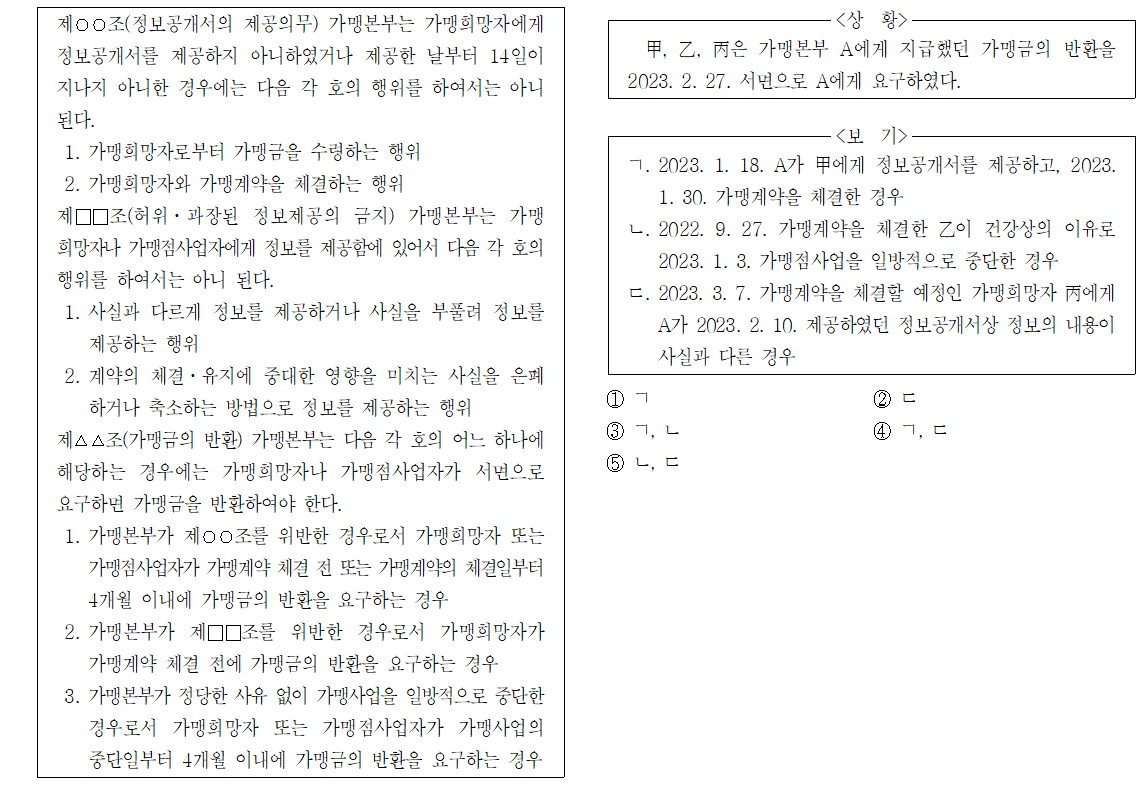 제○○조(정보공개서의 제공의무) 가맹본부는 가맹희망자에게
정보공개서를 제공하지 아니하였거나 제공한 날부터 14일이
지나지 아니한 경우에는 다음 각 호의 행위를 하여서는 아니
된다.
1. 가맹희망자로부터 가맹금을 수령하는 행위
2. 가맹희망자와 가맹계약을 체결하는 행위
제□□조(허위·과장된 정보제공의 금지) 가맹본부는 가맹
희망자나 가맹점사업자에게 정보를 제공함에 있어서 다음 각 호의
행위를 하여서는 아니 된다.
1. 사실과 다르게 정보를 제공하거나 사실을 부풀려 정보를
제공하는 행위
2. 계약의 체결·유지에 중대한 영향을 미치는 사실을 은폐
하거나 축소하는 방법으로 정보를 제공하는 행위
제△△조(가맹금의 반환) 가맹본부는 다음 각 호의 어느 하나에
해당하는 경우에는 가맹희망자나 가맹점사업자가 서면으로
요구하면 가맹금을 반환하여야 한다.
1. 가맹본부가 제○○조를 위반한 경우로서 가맹희망자 또는
가맹점사업자가 가맹계약 체결 전 또는 가맹계약의 체결일부터
4개월 이내에 가맹금의 반환을 요구하는 경우
2. 가맹본부가 제□□조를 위반한 경우로서 가맹희망자가
가맹계약 체결 전에 가맹금의 반환을 요구하는 경우
3. 가맹본부가 정당한 사유 없이 가맹사업을 일방적으로 중단한
경우로서 가맹희망자 또는 가맹점사업자가 가맹사업의
중단일부터 4개월 이내에 가맹금의 반환을 요구하는 경우
<상 황>
甲, 乙, 丙은 가맹본부 A에게 지급했던 가맹금의 반환을
2023. 2. 27. 서면으로 A에게 요구하였다.
<보 기>
ㄱ. 2023. 1. 18. A가 甲에게 정보공개서를 제공하고, 2023.
1. 30. 가맹계약을 체결한 경우
ㄴ. 2022. 9. 27. 가맹계약을 체결한 乙이 건강상의 이유로
2023. 1. 3. 가맹점사업을 일방적으로 중단한 경우
ㄷ. 2023. 3. 7. 가맹계약을 체결할 예정인 가맹희망자 丙에게
A가 2023. 2. 10. 제공하였던 정보공개서상 정보의 내용이
사실과 다른 경우
① ㄱ ② ㄷ
③ ㄱ, ㄴ ④ ㄱ, ㄷ
⑤ ㄴ, ㄷ